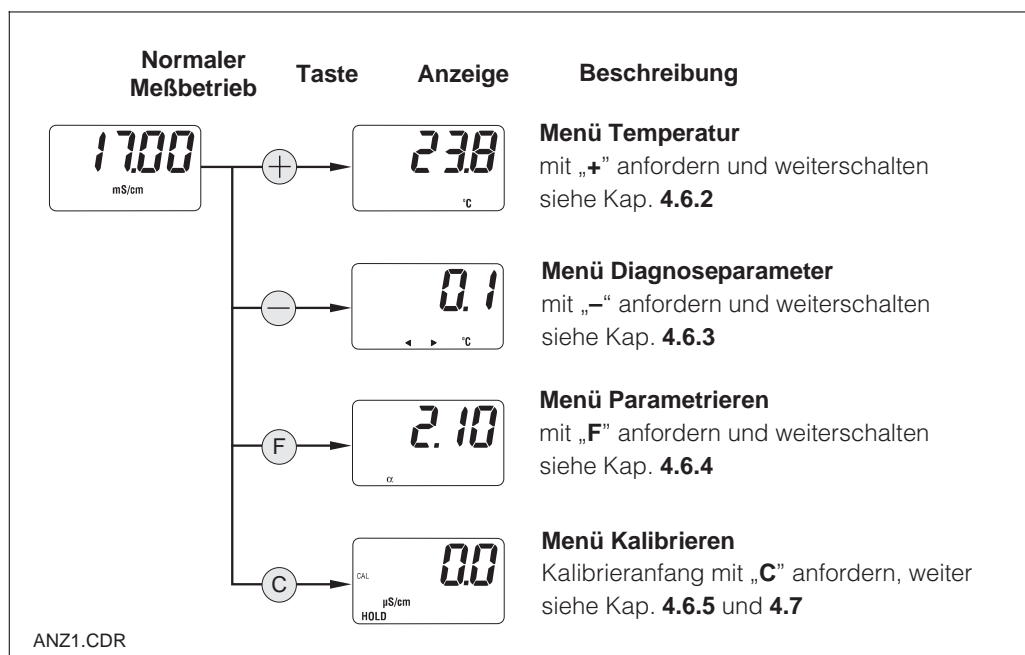 Normaler
Meßbetrieb
Taste
Anzeige
Beschreibung
17.00
mS/cm
+
23.8
°C
Menü Temperatur
mit „+” anfordern und weiterschalten
siehe Kap. 4.6.2
–
0.1
◄ ► °C
Menü Diagnoseparameter
mit „–“ anfordern und weiterschalten
siehe Kap. 4.6.3
F
2.10
α
Menü Parametrieren
mit „F” anfordern und weiterschalten
siehe Kap. 4.6.4
C
CAL
0.0
µS/cm
HOLD
Menü Kalibrieren
Kalibrieranfang mit „C” anfordern, weiter
siehe Kap. 4.6.5 und 4.7
ANZ1.CDR